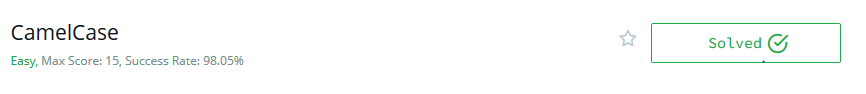 CamelCase
Solved
Easy, Max Score: 15, Success Rate: 98.05%